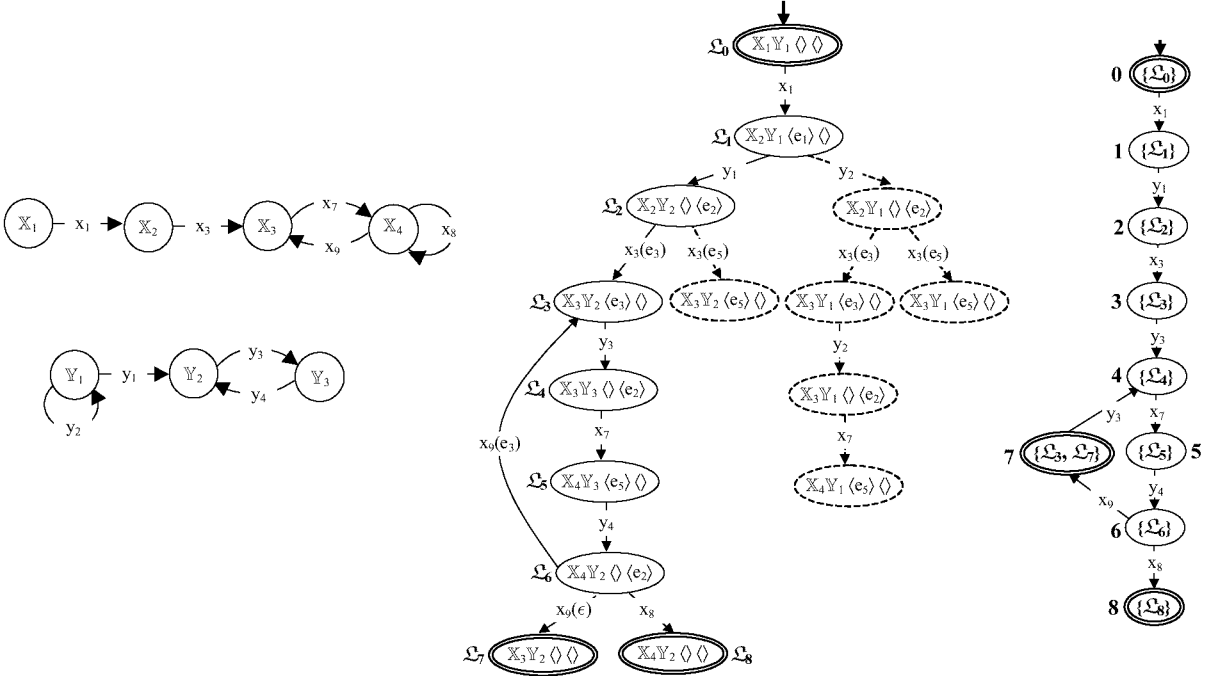 𝕏₁
x₁
𝕏₂
x₃
𝕏₃
x₇
x₉
𝕏₄
x₈
𝕐₁
y₁
y₂
𝕐₂
y₃
y₄
𝕐₃
𝔏₀ 𝕏₁𝕐₁⟨⟩⟨⟩
x₁
𝔏₁ 𝕏₂𝕐₁⟨e₁⟩⟨⟩
y₁ y₂
𝔏₂ 𝕏₂𝕐₂⟨⟩⟨e₂⟩ 𝕏₂𝕐₁⟨⟩⟨e₂⟩
x₃(e₃) x₃(e₅) x₃(e₃) x₃(e₅)
𝔏₃ 𝕏₃𝕐₂⟨e₃⟩⟨⟩ 𝕏₃𝕐₂⟨e₅⟩⟨⟩ 𝕏₃𝕐₁⟨e₃⟩⟨⟩ 𝕏₃𝕐₁⟨e₅⟩⟨⟩
y₃ y₂
𝔏₄ 𝕏₃𝕐₃⟨⟩⟨e₂⟩ 𝕏₃𝕐₁⟨⟩⟨e₂⟩
x₉(e₃) x₇ x₇
𝔏₅ 𝕏₄𝕐₃⟨e₅⟩⟨⟩ 𝕏₄𝕐₁⟨e₅⟩⟨⟩
y₄
𝔏₆ 𝕏₄𝕐₂⟨⟩⟨e₂⟩
x₉(ϵ) x₈
𝔏₇ 𝕏₃𝕐₂⟨⟩⟨⟩ 𝕏₄𝕐₂⟨⟩⟨⟩ 𝔏₈
0 {𝔏₀}
x₁
1 {𝔏₁}
y₁
2 {𝔏₂}
x₃
3 {𝔏₃}
y₃
4 {𝔏₄}
y₃ x₇
7 {𝔏₃, 𝔏₇} {𝔏₅} 5
x₉ y₄
6 {𝔏₆}
x₈
8 {𝔏₈}